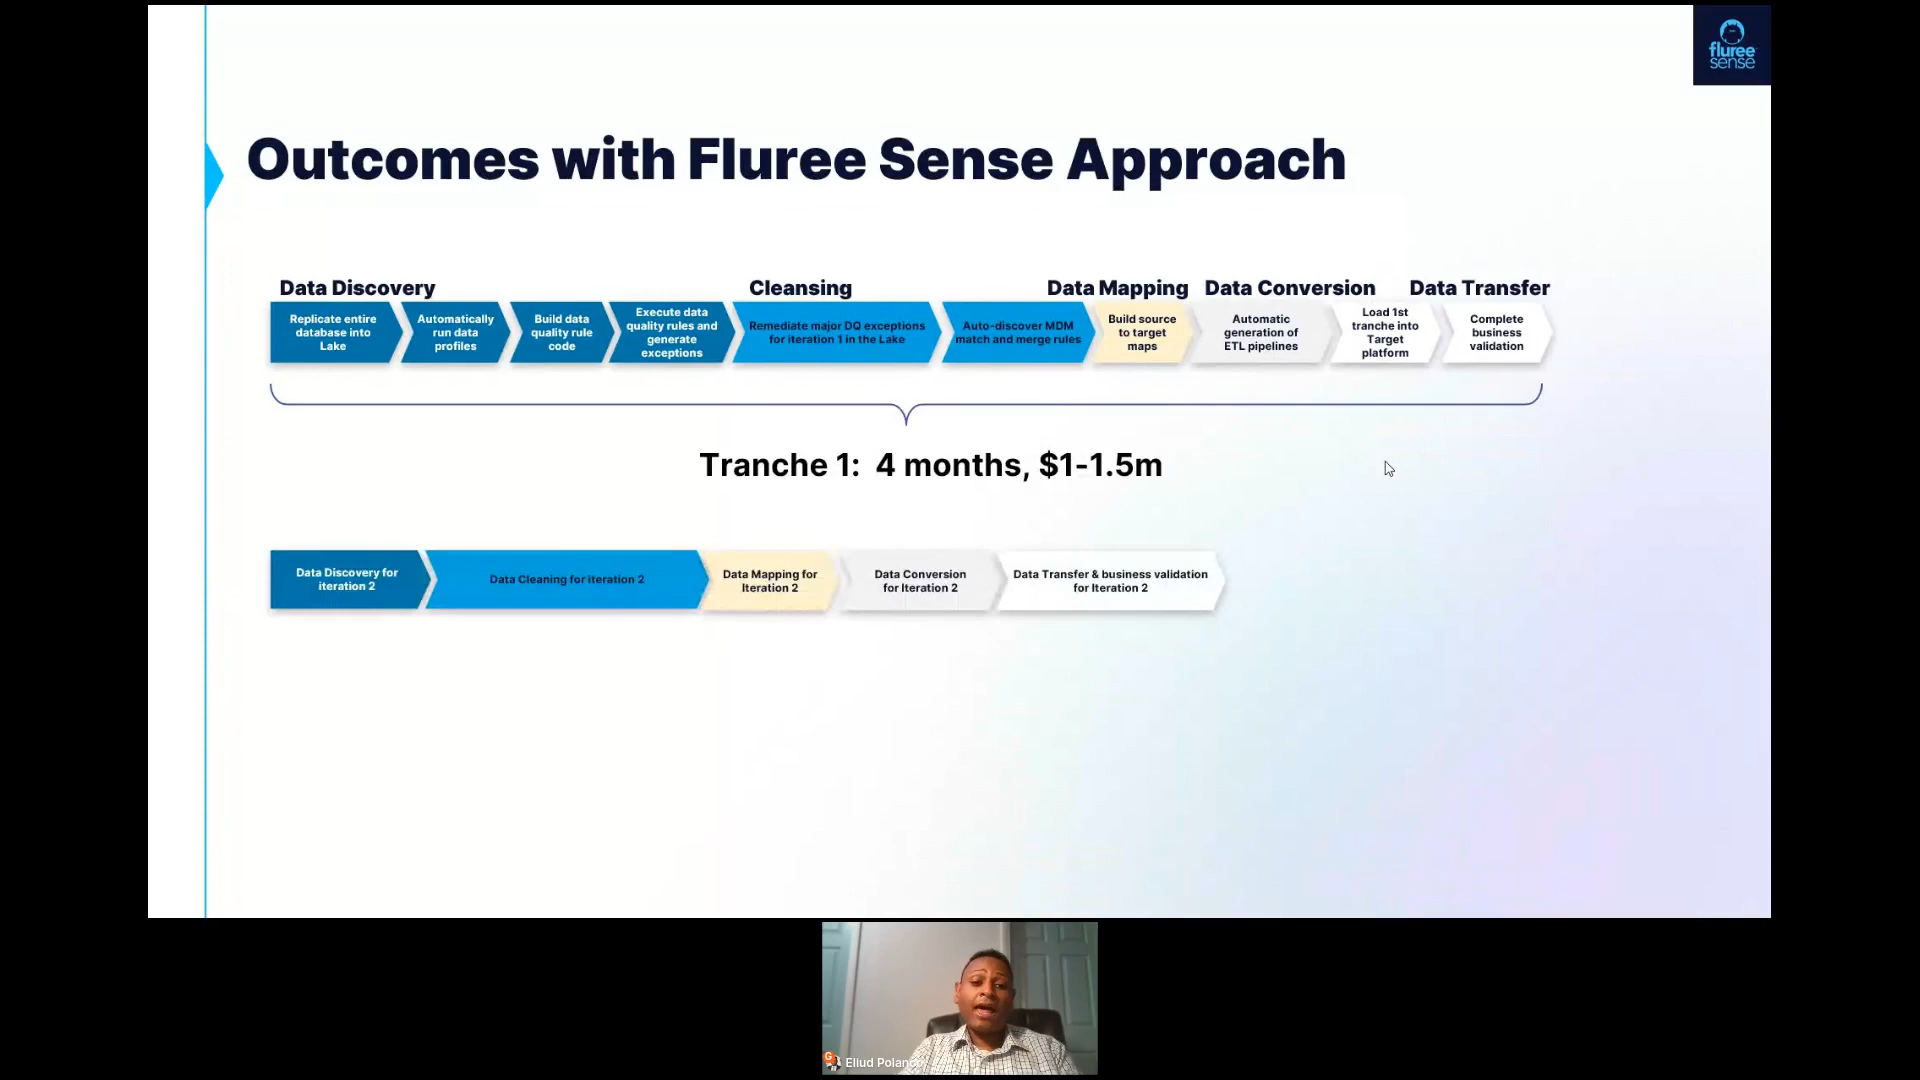 fluree
sense
Outcomes with Fluree Sense Approach
Data Discovery
Cleansing
Data Mapping
Data Conversion
Data Transfer
Replicate entire
database into
Lake
Automatically
run data
profiles
Build data
quality rule
code
Execute data
quality rules and
generate
exceptions
Remediate major DQ exceptions
for iteration 1 in the Lake
Auto-discover MDM
match and merge rules
Build source
to target
maps
Automatic
generation of
ETL pipelines
Load 1st
tranche into
Target
platform
Complete
business
validation
Tranche 1: 4 months, $1-1.5m
Data Discovery for
iteration 2
Data Cleaning for iteration 2
Data Mapping for
Iteration 2
Data Conversion
for Iteration 2
Data Transfer & business validation
for Iteration 2
G
Eliud